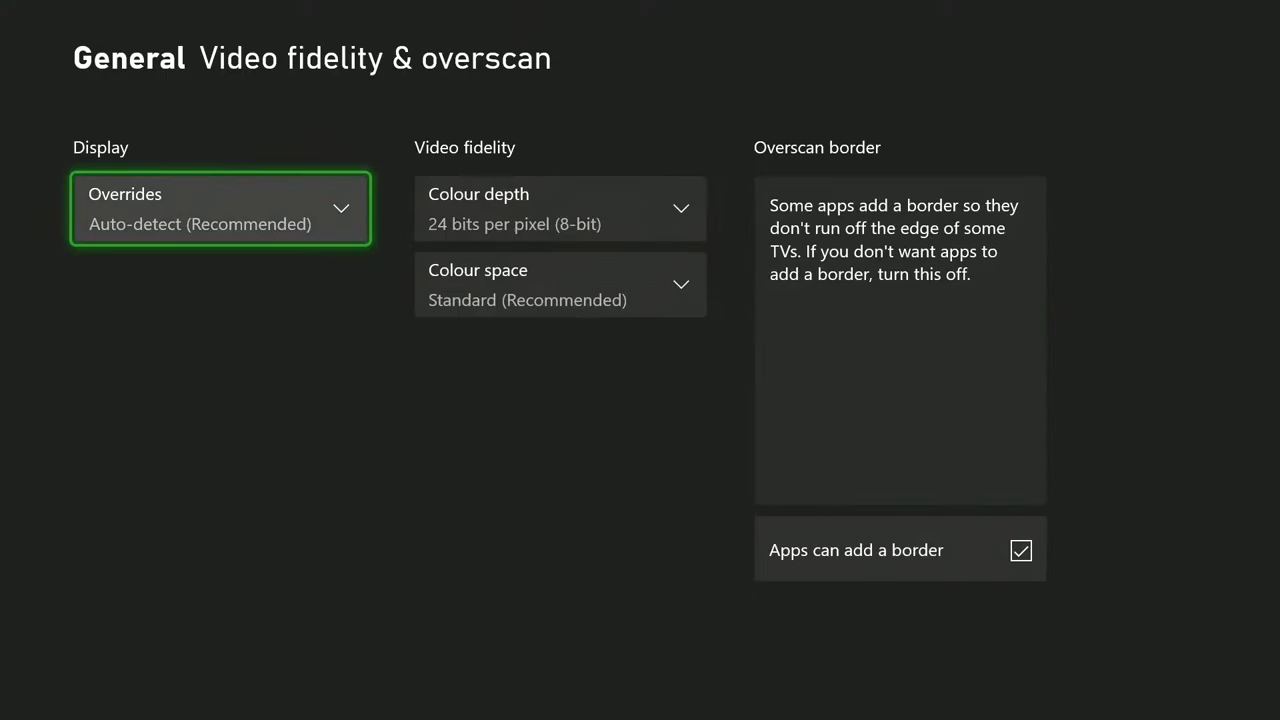 General Video fidelity & overscan
Display
Overrides
Auto-detect (Recommended)
Video fidelity
Colour depth
24 bits per pixel (8-bit)
Colour space
Standard (Recommended)
Overscan border
Some apps add a border so they
don't run off the edge of some
TVs. If you don't want apps to
add a border, turn this off.
Apps can add a border